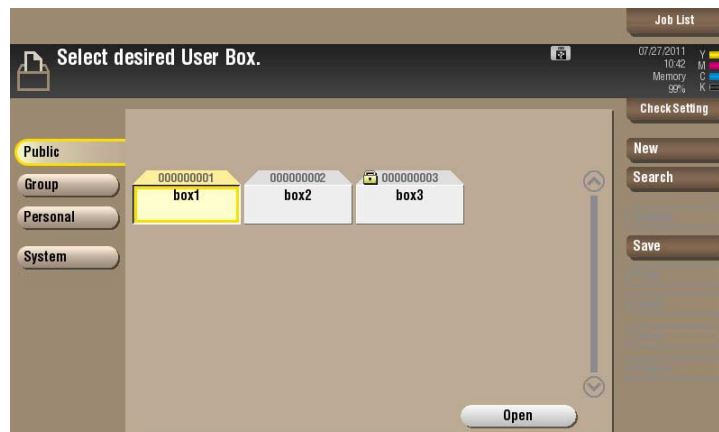 Job List
Select desired User Box.
07/27/2011
10:42
Memory
99%
Y
M
C
K
Check Setting
Public
Group
Personal
System
000000001
box1
000000002
box2
000000003
box3
New
Search
Save
Open